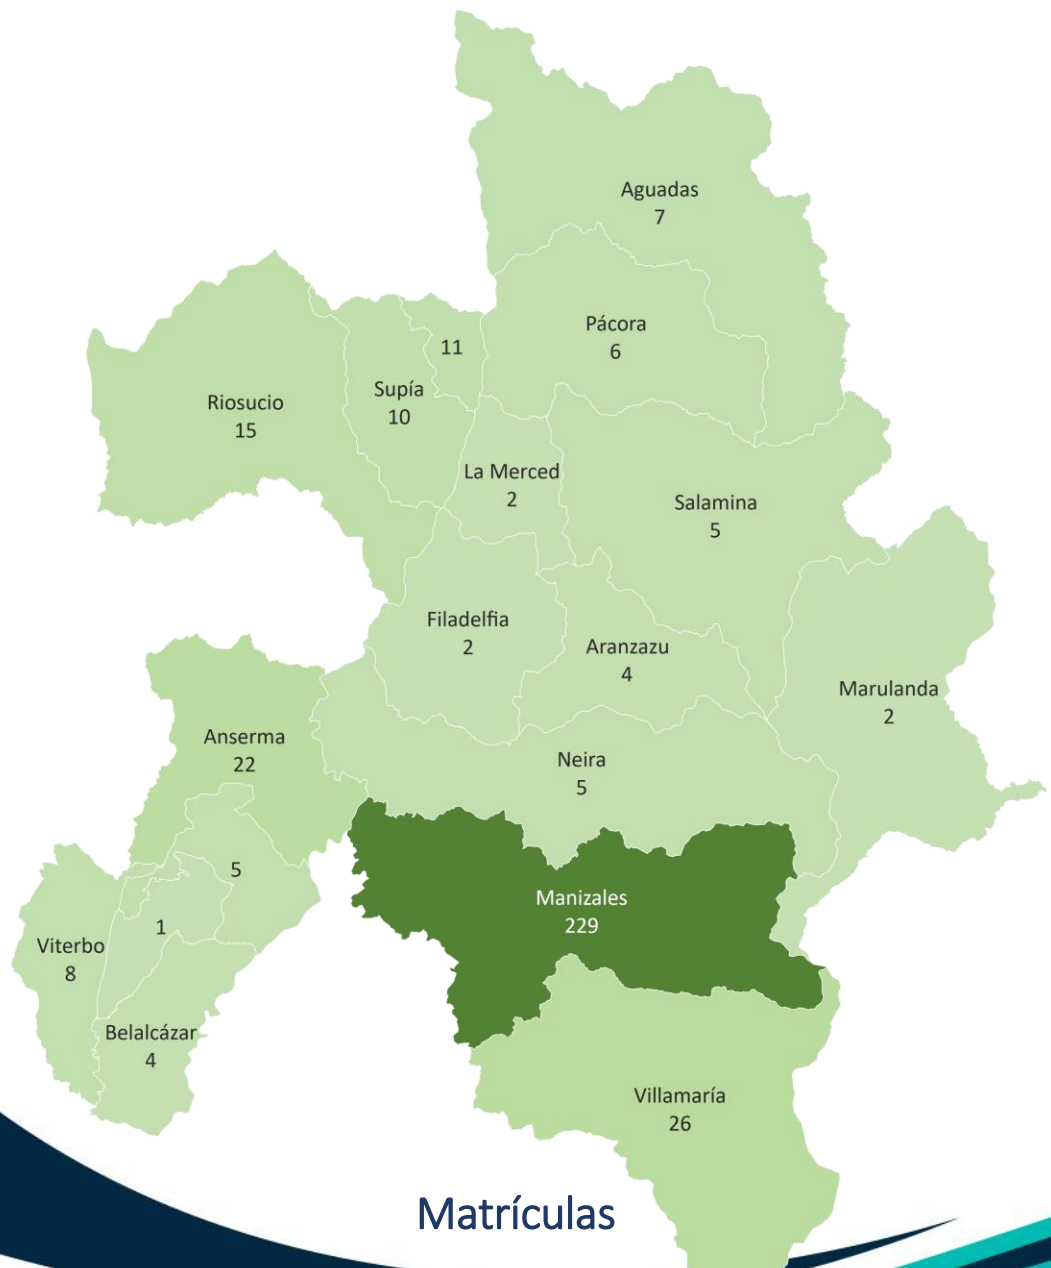 Aguadas
7
Pácora
6
11
Supía
10
Riosucio
15
La Merced
2
Salamina
5
Filadelfia
2
Aranzazu
4
Marulanda
2
Anserma
22
Neira
5
5
Manizales
229
1
Viterbo
8
Belalcázar
4
Villamaría
26
Matrículas